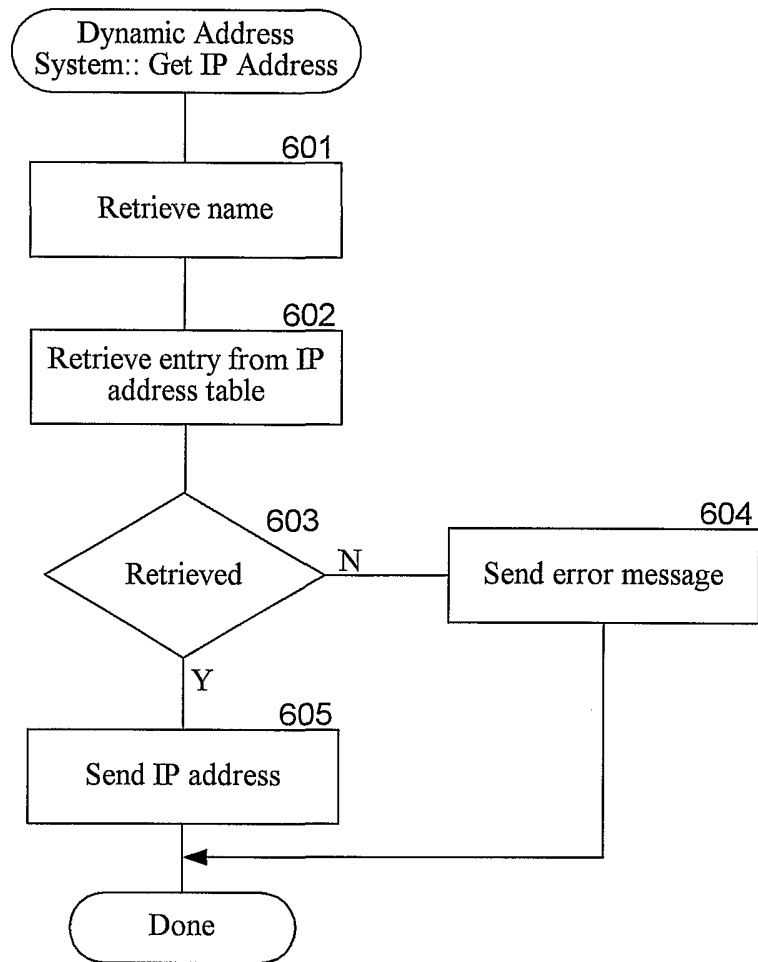 Dynamic Address
System:: Get IP Address
601
Retrieve name
602
Retrieve entry from IP
address table
603
Retrieved
N
604
Send error message
Y
605
Send IP address
Done